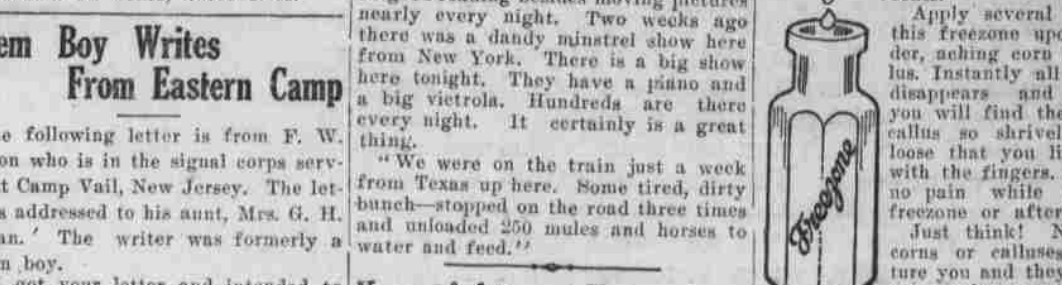 em Boy Writes
From Eastern Camp
e following letter is from F. W.
on who is in the signal corps serv-
t Camp Vail, New Jersey. The let-
s addressed to his aunt, Mrs. G. H.
an.' The writer was formerly a
n boy.
got your letter and intended to
nearly every night. Two weeks ago
there was a dandy minstrel show here
from New York. There is a big show
here tonight. They have a piano and
a big victrola. Hundreds are there
every night. It certainly is a great
thing.
"We were on the train just a week
from Texas up here. Some tired, dirty
bunch—stopped on the road three times
and unloaded 250 mules and horses to
water and feed."
Freezone
Apply several
this freezone upo
der, aching corn
lus. Instantly all
disappears and
you will find the
callus so shrivel
loose that you li
with the fingers.
no pain while
freezone or after
Just think! N
corns or calluses
ture you and they